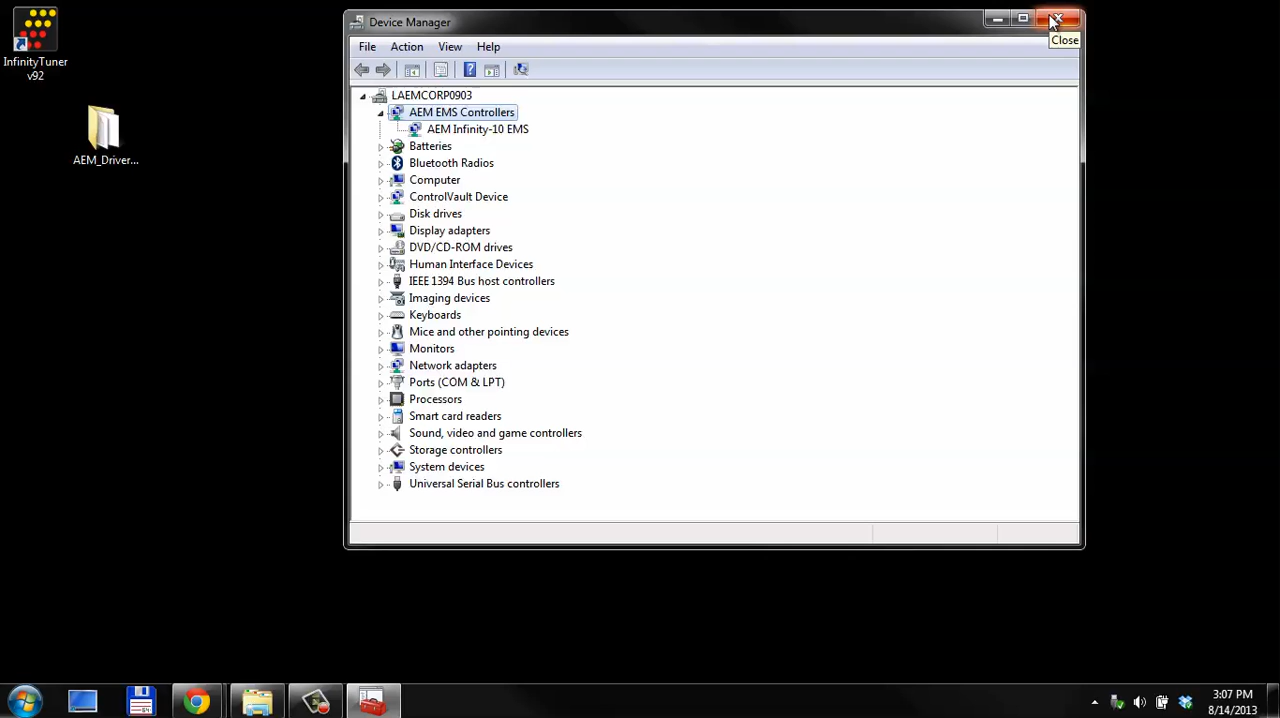 InfinityTuner
v92
AEM_Driver...
Device Manager
Close
File Action View Help
LAEMCORP0903
AEM EMS Controllers
AEM Infinity-10 EMS
Batteries
Bluetooth Radios
Computer
ControlVault Device
Disk drives
Display adapters
DVD/CD-ROM drives
Human Interface Devices
IEEE 1394 Bus host controllers
Imaging devices
Keyboards
Mice and other pointing devices
Monitors
Network adapters
Ports (COM & LPT)
Processors
Smart card readers
Sound, video and game controllers
Storage controllers
System devices
Universal Serial Bus controllers
64
3:07 PM
8/14/2013